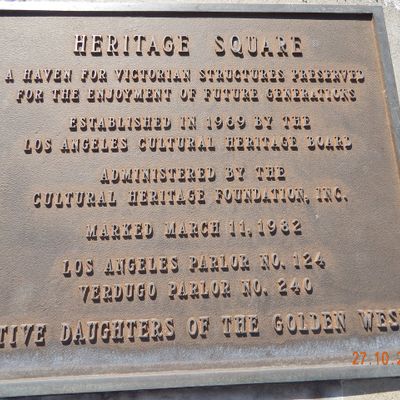 HERITAGE SQUARE
A HAVEN FOR VICTORIAN STRUCTURES PRESERVED
FOR THE ENJOYMENT OF FUTURE GENERATIONS
ESTABLISHED IN 1969 BY THE
LOS ANGELES CULTURAL HERITAGE BOARD
ADMINISTERED BY THE
CULTURAL HERITAGE FOUNDATION, INC.
MARKED MARCH 11, 1982
LOS ANGELES PARLOR NO. 124
VERDUGO PARLOR NO. 240
TIVE DAUGHTERS OF THE GOLDEN WES
27.10.2